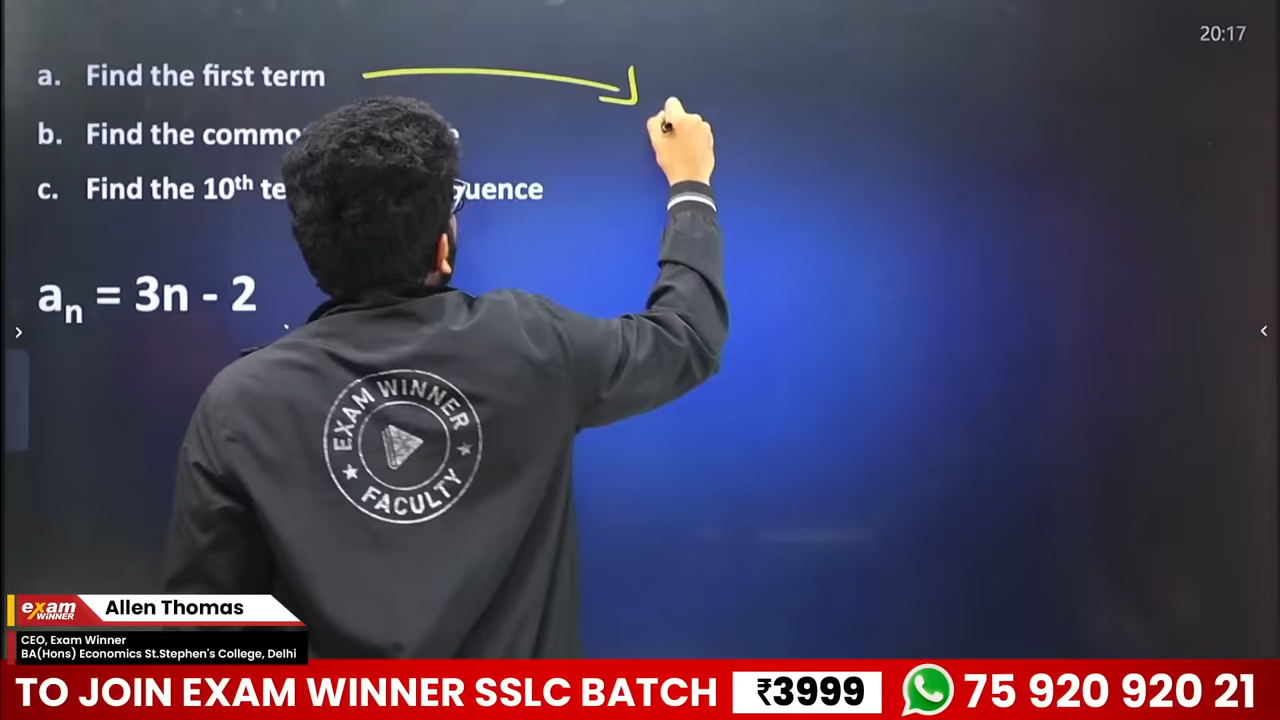 20:17
a. Find the first term
b. Find the commo
c. Find the 10th te quence
an = 3n - 2
EXAM WINNER
FACULTY
exam
WINNER
Allen Thomas
CEO, Exam Winner
BA(Hons) Economics St.Stephen's College, Delhi
TO JOIN EXAM WINNER SSLC BATCH ₹3999 75 920 920 21